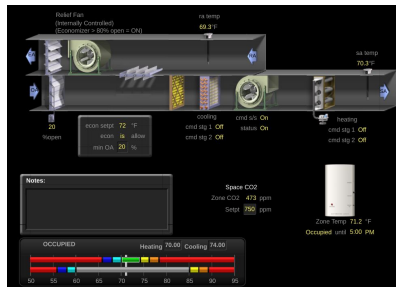 Relief Fan
(Internally Controlled)
(Economizer > 80% open = ON)
ra temp
69.3°F
sa temp
70.3°F
20
%open
econ setpt 72 °F
econ is allow
min OA 20 %
cooling
cmd stg 1 Off
cmd stg 2 Off
cmd s/s On
status On
heating
cmd stg 1 Off
cmd stg 2 Off
Notes:
Space CO2
Zone CO2 473 ppm
Setpt 750 ppm
Zone Temp 71.2 °F
Occupied until 5:00 PM
OCCUPIED Heating 70.00 Cooling 74.00
50 55 60 65 70 75 80 85 90 95